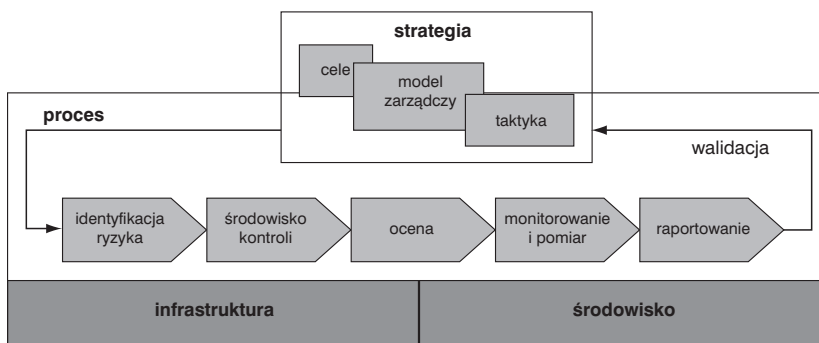 strategia
cele
model
zarządczy
taktyka
proces
walidacja
identyfikacja
ryzyka
środowisko
kontroli
ocena
monitorowanie
i pomiar
raportowanie
infrastruktura
środowisko